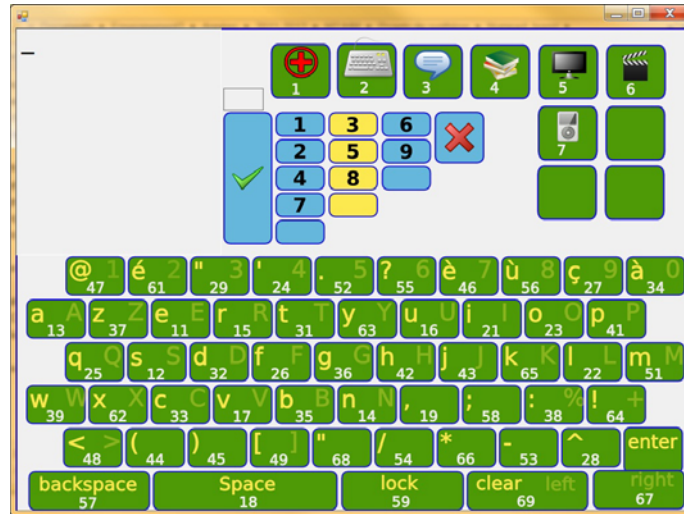 _
1 2 3 4 5 6
1 3 6
2 5 9
4 8
7
7
@ 1 é 2 " 3 ' 4 . 5 ? 6 è 7 ù 8 ç 9 à 0
47 61 29 24 52 55 46 56 27 34
a A z Z e E r R t T y Y u U i I o O p P
13 37 11 15 31 63 16 21 23 41
q Q s S d D f F g G h H j J k K l L m M
25 12 32 26 36 42 43 65 22 51
w W x X c C v V b B n N , ; : % ! +
39 62 33 17 35 14 19 58 38 64
< > ( ) [ ] " / * - ^ enter
48 44 45 49 68 54 66 53 28
backspace Space lock clear left right
57 18 59 69 67